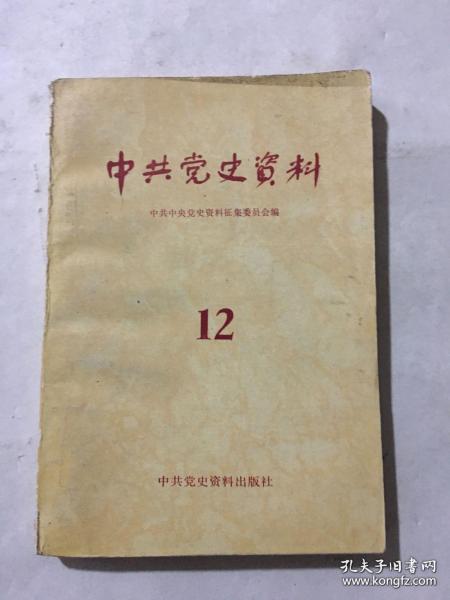 中共党史資料
中共中央党史资料征集委员会编
12
中共党史资料出版社
孔夫子旧书网
www.kongfz.com